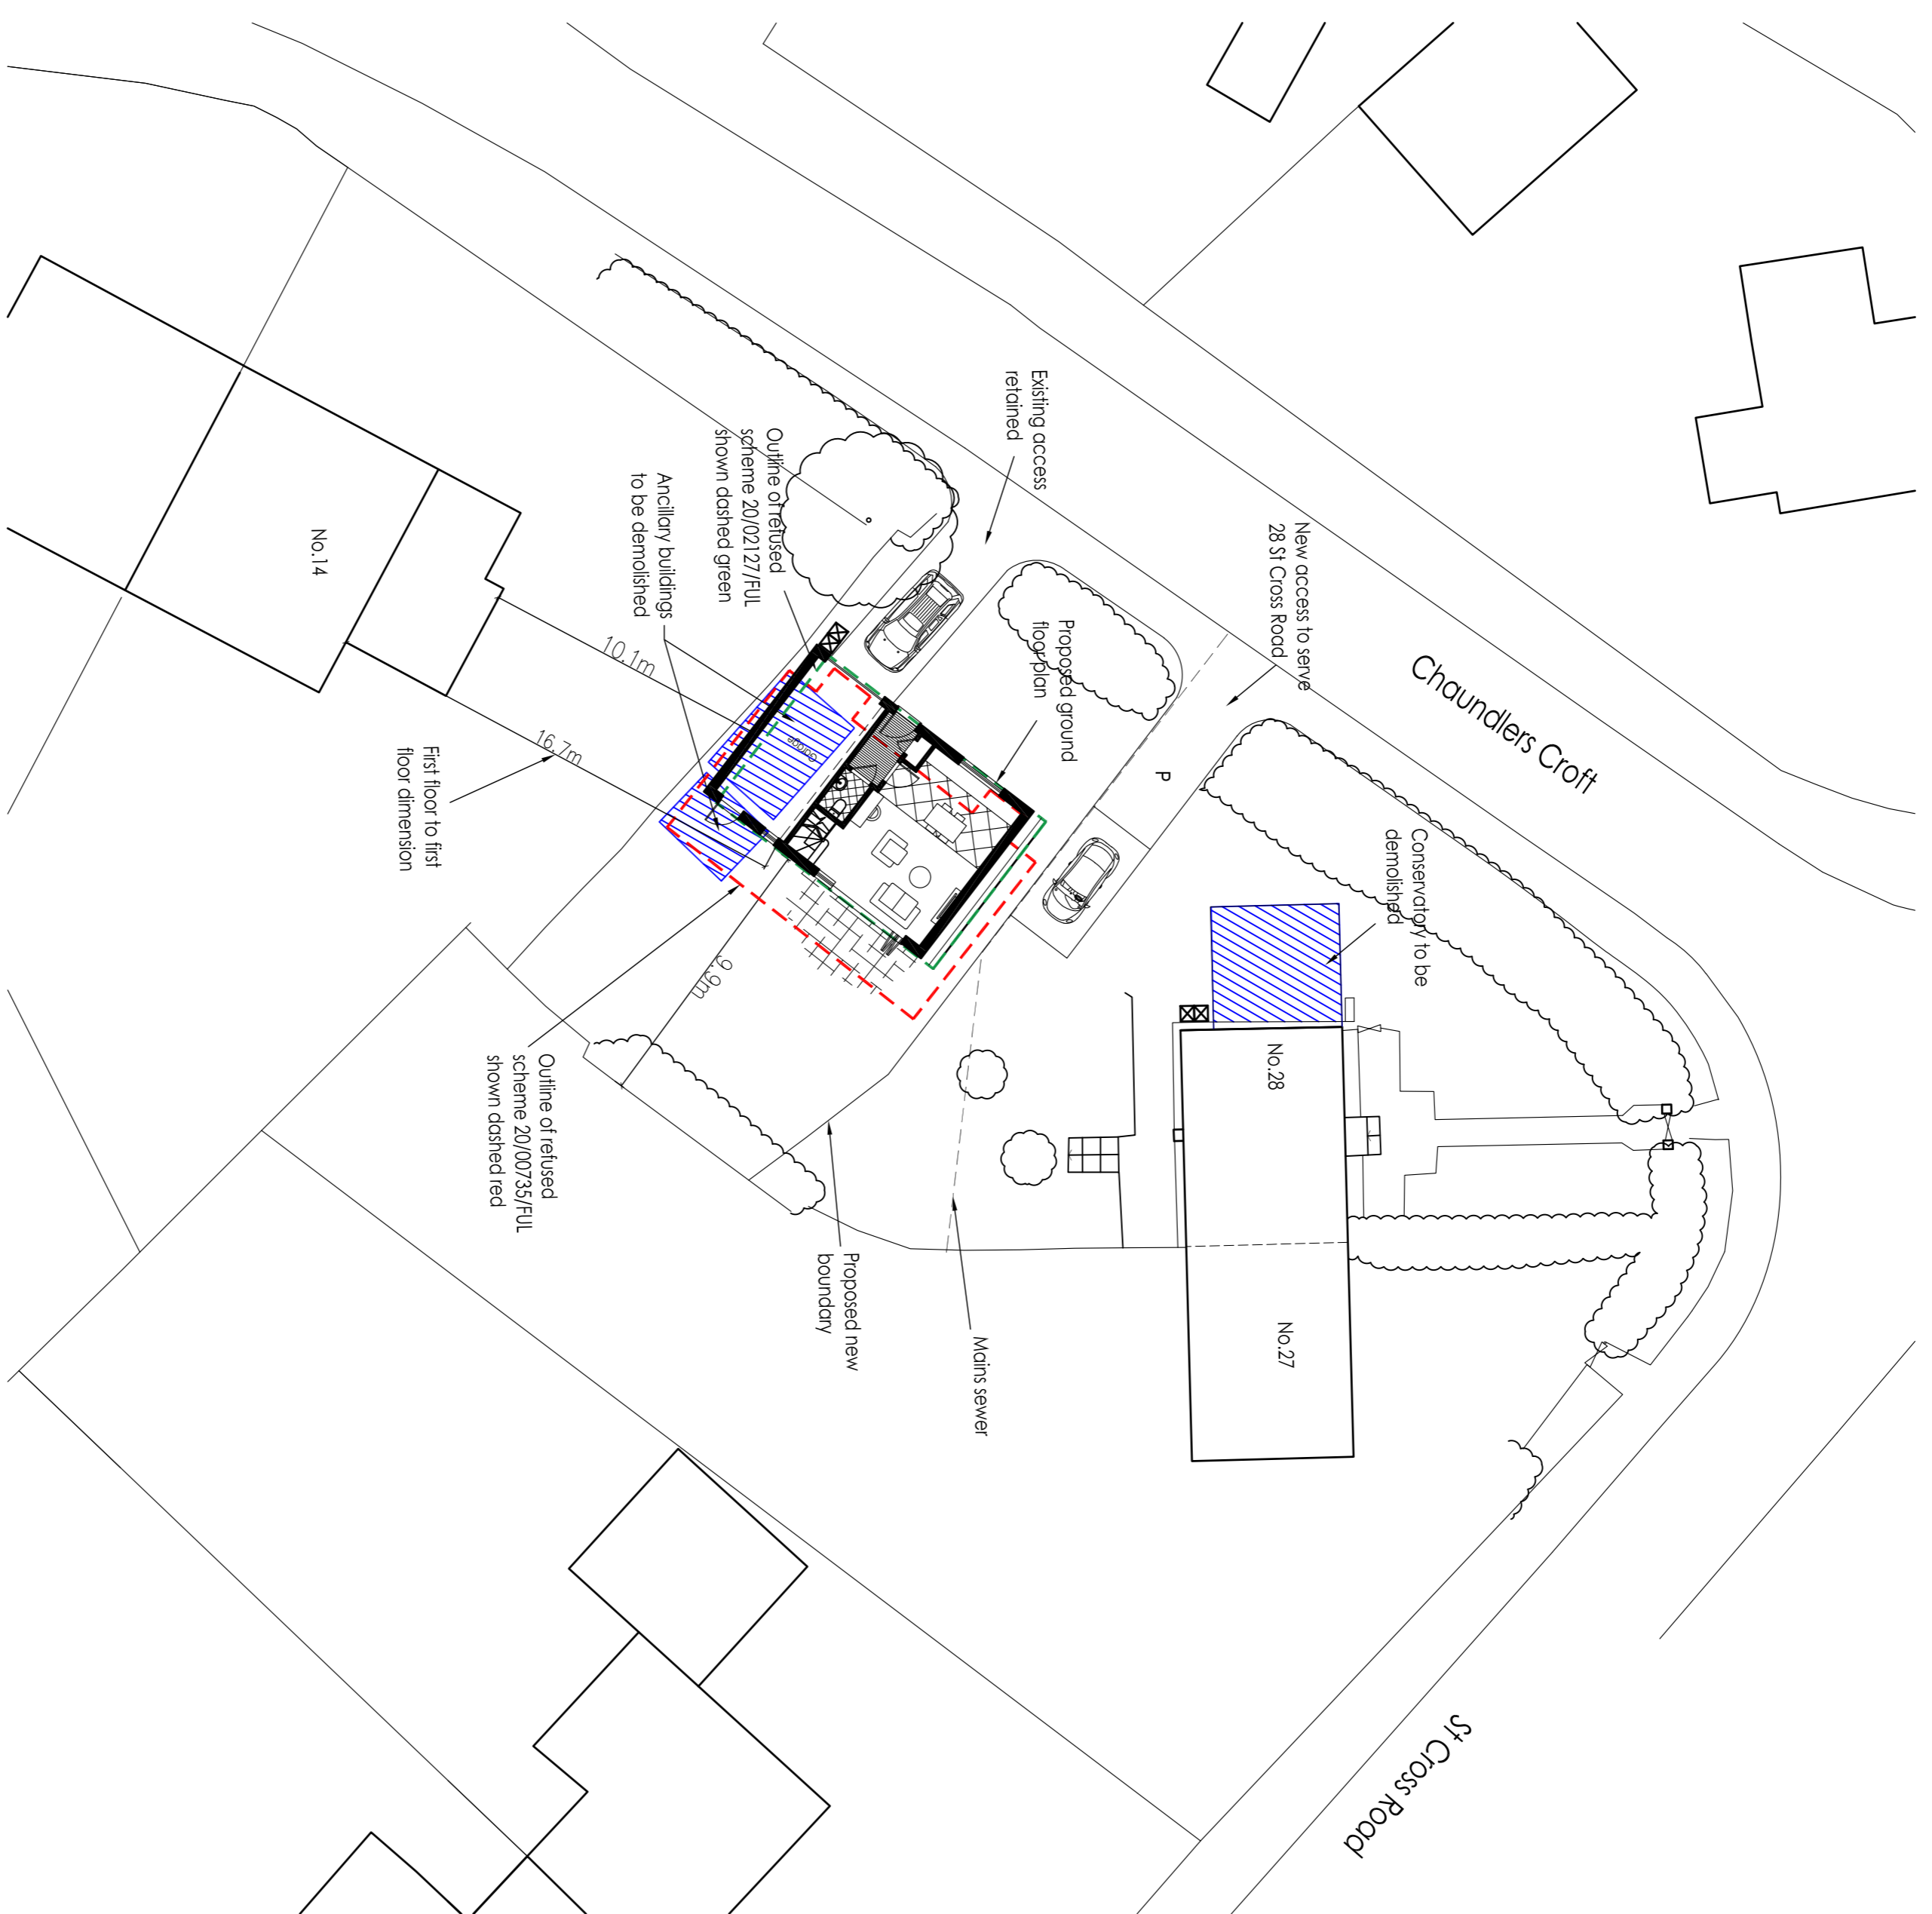 Chaundlers Croft
St Cross Road
New access to serve
28 St Cross Road
Existing access
retained
Proposed ground
floor plan
Outline of refused
scheme 20/02127/FUL
shown dashed green
Ancillary buildings
to be demolished
Conservatory to be
demolished
P
Garage
No.14
10.1m
16.7m
First floor to first
floor dimension
9.9m
No.28
No.27
Outline of refused
scheme 20/00735/FUL
shown dashed red
Proposed new
boundary
Mains sewer